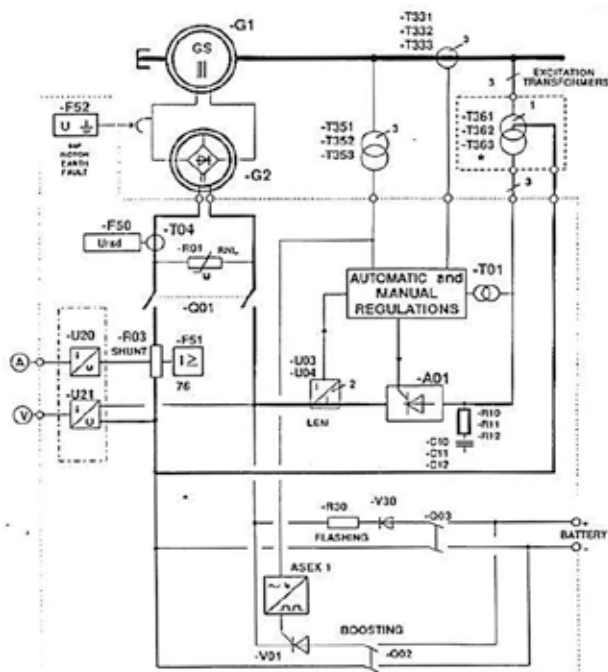 -G1
GS
-T331
-T332
-T333
3
3
EXCITATION
TRANSFORMERS
-F52
U
ROTOR
EARTH
FAULT
-G2
-T351
-T352
-T353
3
1
-T361
-T362
-T363
*
3
-F50
Ursd
-T04
-R01
RNL
U
AUTOMATIC and
MANUAL
REGULATIONS
-T01
-Q01
-U20
-R03
SHUNT
-F51
I ≥
76
A
I
U
-U03
-U04
2
LEM
-A01
-U21
V
I
U
-R10
-R11
-R12
-C10
-C11
-C12
-R30
-V30
-Q03
FLASHING
+
BATTERY
-
ASEX 1
BOOSTING
-V01
-Q02